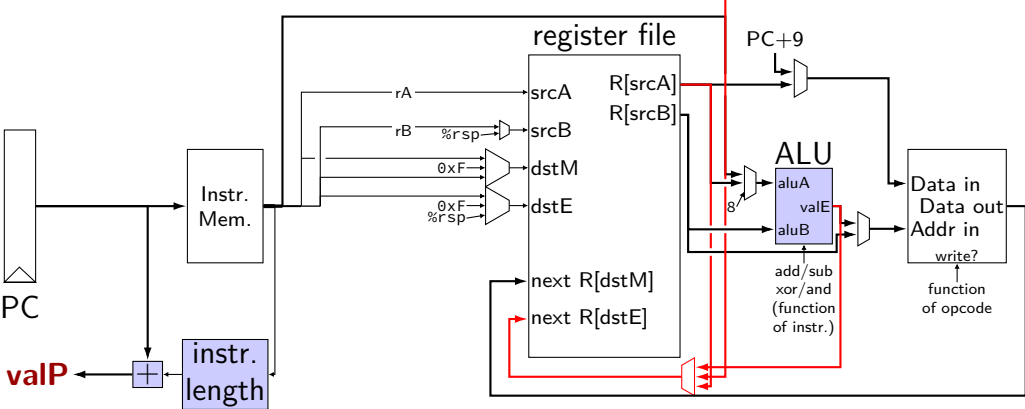 register file
PC+9
rA
srcA
R[srcA]
R[srcB]
rB
%rsp
srcB
ALU
0xF
dstM
Instr.
Mem.
aluA
8
Data in
valE
Data out
0xF
%rsp
dstE
aluB
Addr in
write?
add/sub
xor/and
(function
of instr.)
function
of opcode
next R[dstM]
PC
next R[dstE]
instr.
length
+
valP